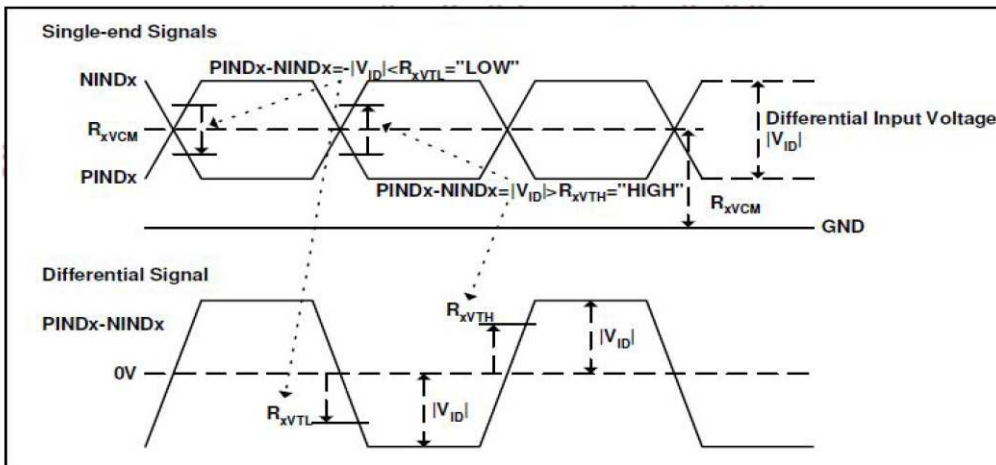 Single-end Signals
PINDx-NINDx=-|VID|<RxVTL="LOW"
NINDx
RxVCM
Differential Input Voltage
|VID|
PINDx
PINDx-NINDx=|VID|>RxVTH="HIGH"
RxVCM
GND
Differential Signal
RxVTH
PINDx-NINDx
|VID|
0V
RxVTL
|VID|